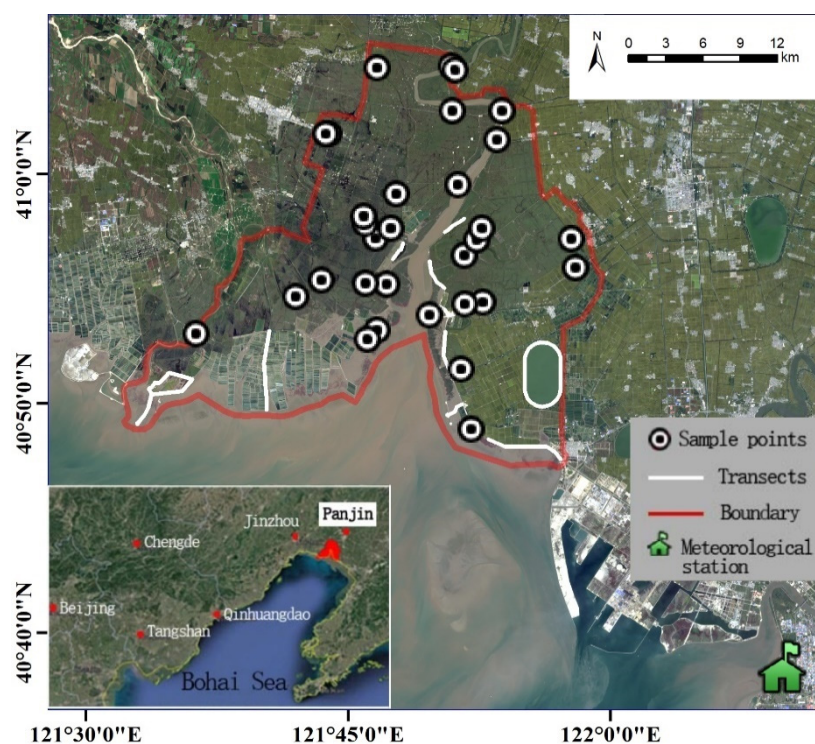 N
0 3 6 9 12
km
41°0'0"N
40°50'0"N
40°40'0"N
Sample points
Transects
Boundary
Meteorological
station
Jinzhou
Panjin
Chengde
Beijing
Qinhuangdao
Tangshan
Bohai Sea
121°30'0"E
121°45'0"E
122°0'0"E